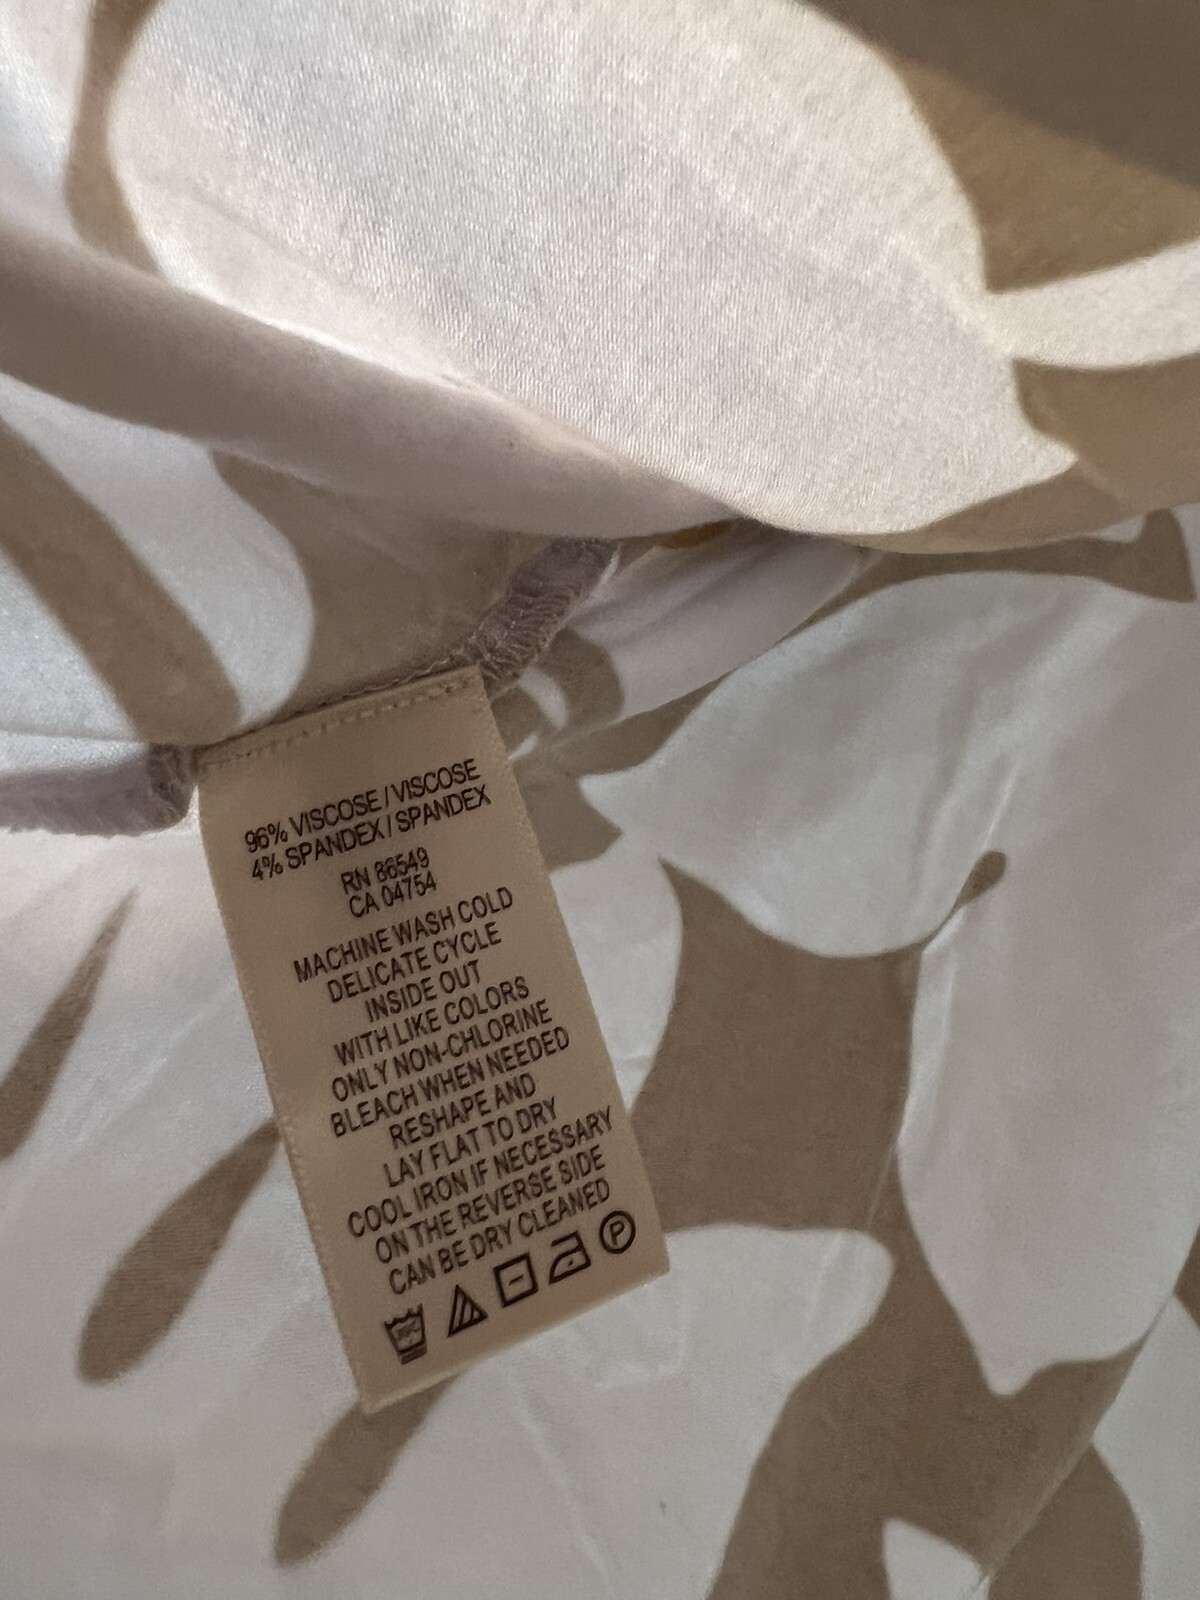 96% VISCOSE / VISCOSE
4% SPANDEX / SPANDEX
RN 86549
CA 04754
MACHINE WASH COLD
DELICATE CYCLE
INSIDE OUT
WITH LIKE COLORS
ONLY NON-CHLORINE
BLEACH WHEN NEEDED
RESHAPE AND
LAY FLAT TO DRY
COOL IRON IF NECESSARY
ON THE REVERSE SIDE
CAN BE DRY CLEANED
P